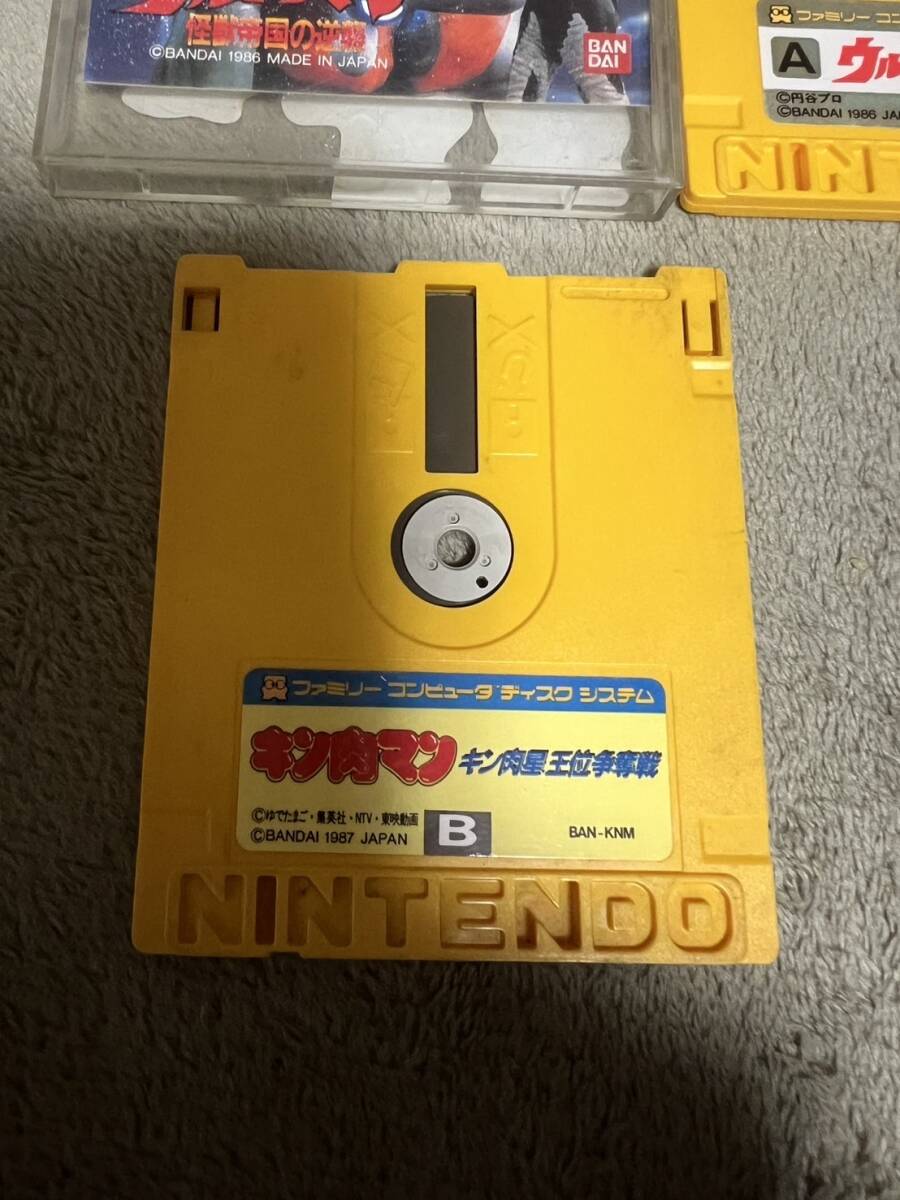 怪獣帝国の逆襲
©BANDAI 1986 MADE IN JAPAN
BAN
DAI
ファミリー コン
A
ウル
©円谷プロ
©BANDAI 1986 JA
NINT
ファミリー コンピュータ ディスク システム
キン肉マン キン肉星王位争奪戦
©ゆでたまご・集英社・NTV・東映動画
©BANDAI 1987 JAPAN
B
BAN-KNM
NINTENDO